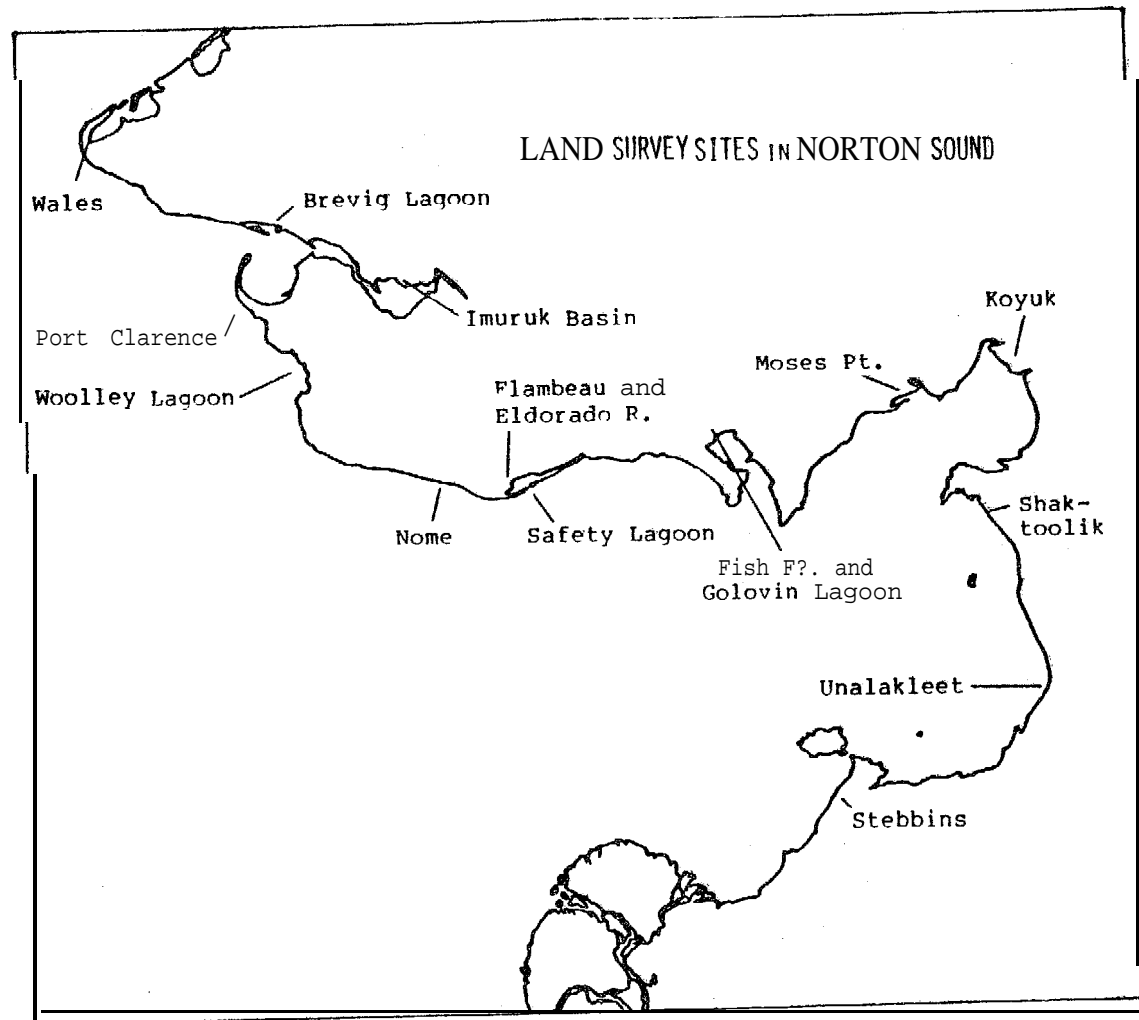 LAND SURVEY SITES IN NORTON SOUND
Wales
Brevig Lagoon
Imuruk Basin
Koyuk
Port Clarence
Moses Pt.
Woolley Lagoon
Flambeau and
Eldorado R.
Nome
Safety Lagoon
Shak-
toolik
Fish F?. and
Golovin Lagoon
Unalakleet
Stebbins